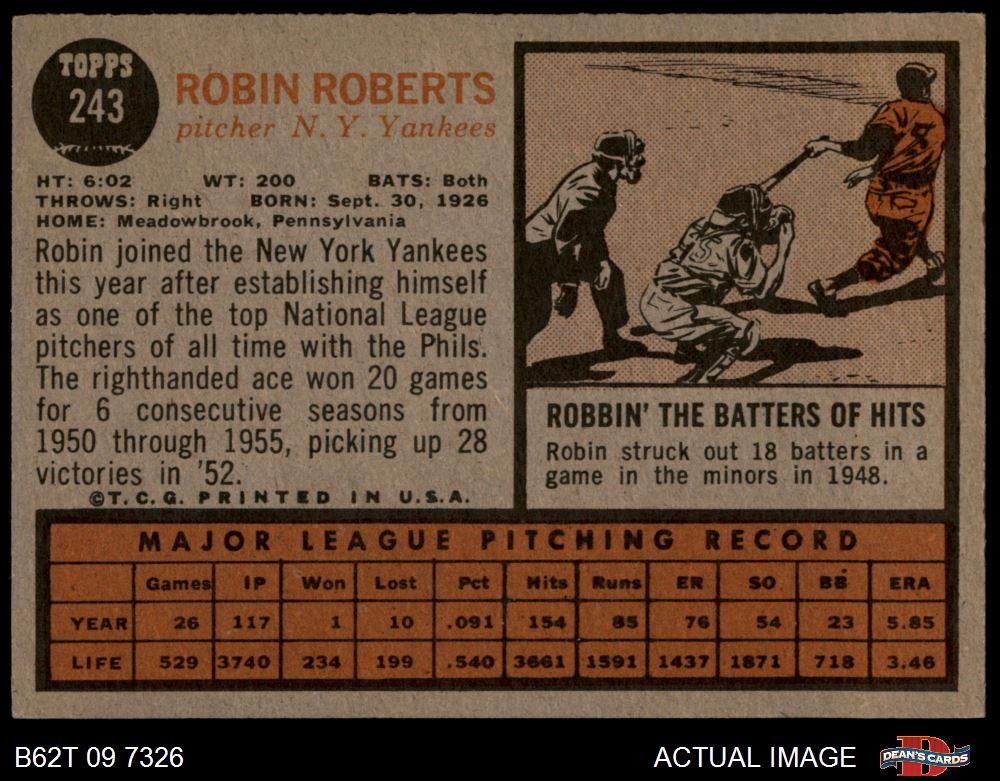 TOPPS
243
ROBIN ROBERTS
pitcher N. Y. Yankees
HT: 6:02 WT: 200 BATS: Both
THROWS: Right BORN: Sept. 30, 1926
HOME: Meadowbrook, Pennsylvania
Robin joined the New York Yankees
this year after establishing himself
as one of the top National League
pitchers of all time with the Phils.
The righthanded ace won 20 games
for 6 consecutive seasons from
1950 through 1955, picking up 28
victories in '52.
©T.C.G. PRINTED IN U.S.A.
ROBBIN' THE BATTERS OF HITS
Robin struck out 18 batters in a
game in the minors in 1948.
MAJOR LEAGUE PITCHING RECORD
Games IP Won Lost Pct Hits Runs ER SO BB ERA
YEAR 26 117 1 10 .091 154 85 76 54 23 5.85
LIFE 529 3740 234 199 .540 3661 1591 1437 1871 718 3.46
B62T 09 7326 ACTUAL IMAGE DEAN'S CARDS